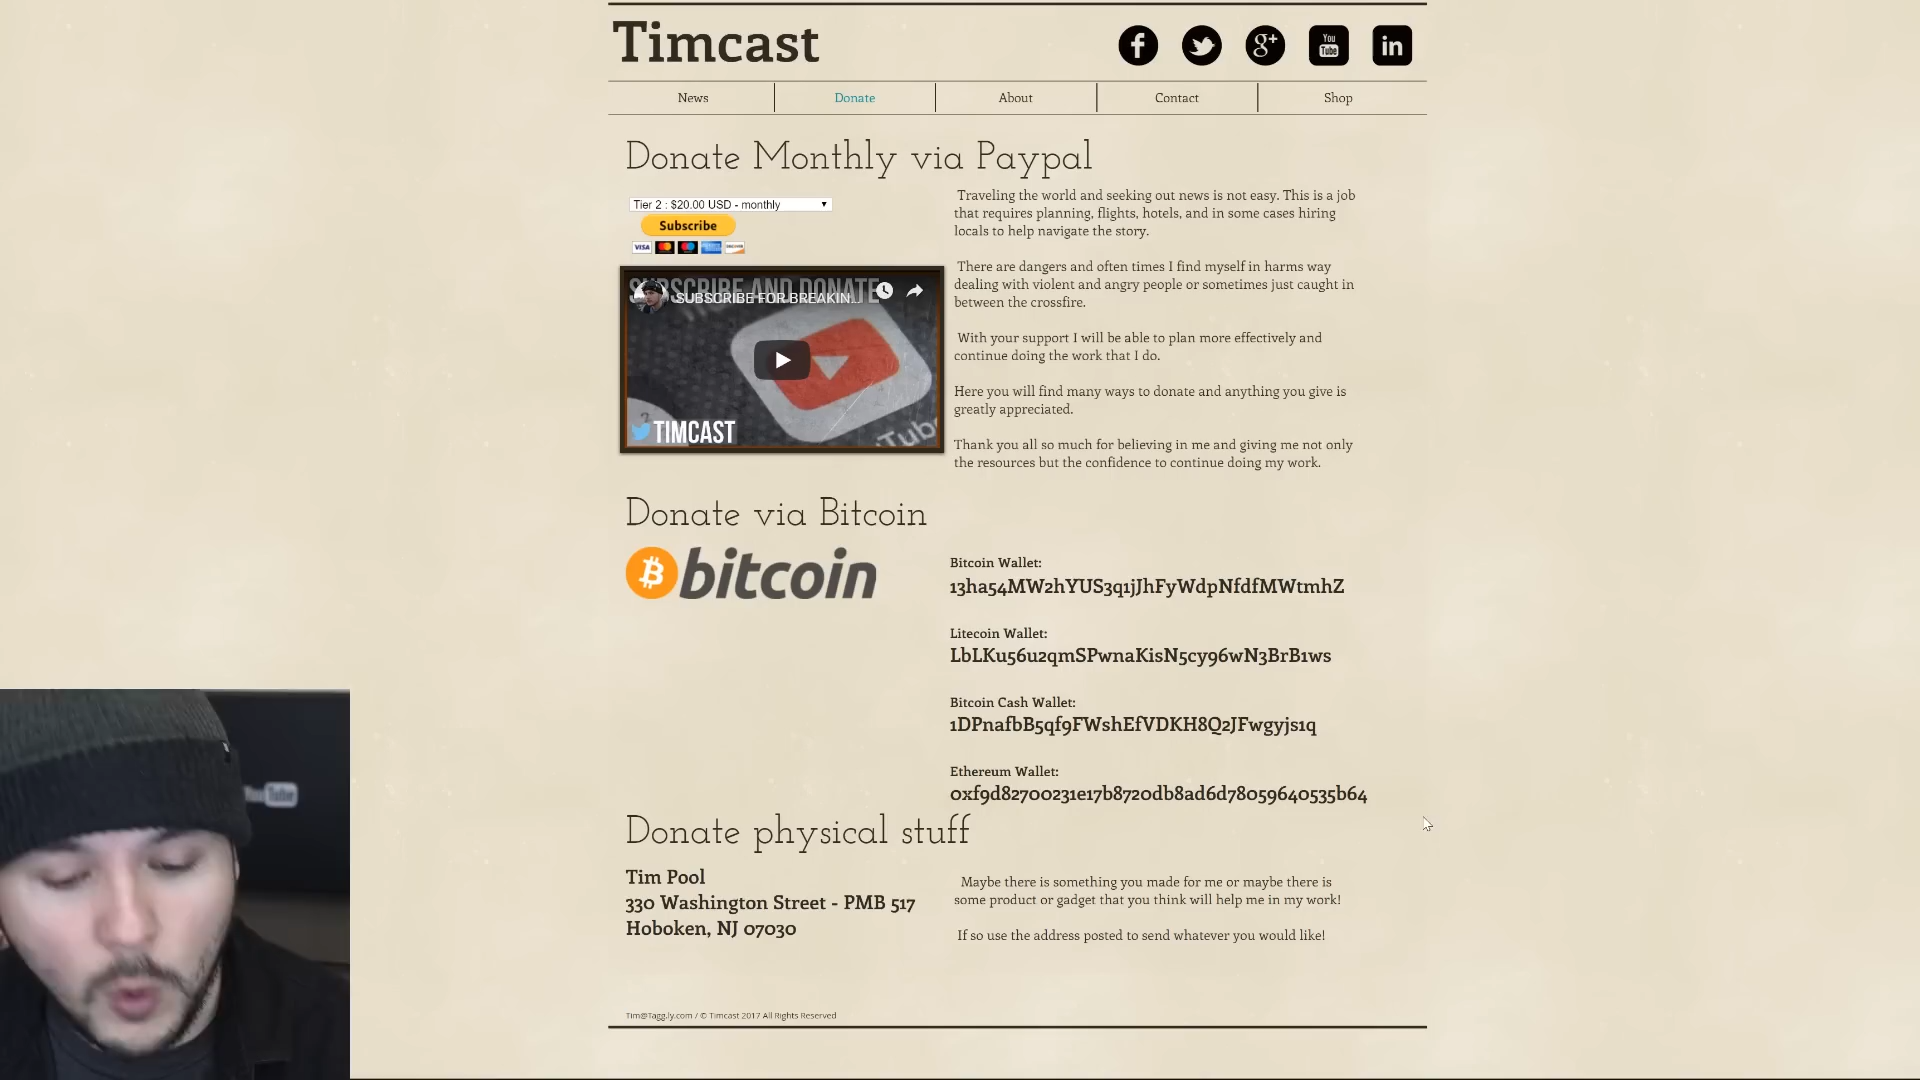 Timcast
You
Tube
in
News
Donate
About
Contact
Shop
Donate Monthly via Paypal
Tier 2 : $20.00 USD - monthly
Subscribe
VISA
Traveling the world and seeking out news is not easy. This is a job
that requires planning, flights, hotels, and in some cases hiring
locals to help navigate the story.
There are dangers and often times I find myself in harms way
dealing with violent and angry people or sometimes just caught in
between the crossfire.
With your support I will be able to plan more effectively and
continue doing the work that I do.
Here you will find many ways to donate and anything you give is
greatly appreciated.
Thank you all so much for believing in me and giving me not only
the resources but the confidence to continue doing my work.
SUBSCRIBE AND DONATE
SUBSCRIBE FOR BREAKIN...
TIMCAST
Donate via Bitcoin
bitcoin
Bitcoin Wallet:
13ha54MW2hYUS3q1jJhFyWdpNfdfMWtmhZ
Litecoin Wallet:
LbLKu56u2qmSPwnaKisN5cy96wN3BrB1ws
Bitcoin Cash Wallet:
1DPnafbB5qf9FWshEfVDKH8Q2JFwgyjs1q
Ethereum Wallet:
0xf9d82700231e17b8720db8ad6d78059640535b64
Donate physical stuff
Tim Pool
330 Washington Street - PMB 517
Hoboken, NJ 07030
Maybe there is something you made for me or maybe there is
some product or gadget that you think will help me in my work!
If so use the address posted to send whatever you would like!
Tim@Tagg.ly.com / © Timcast 2017 All Rights Reserved